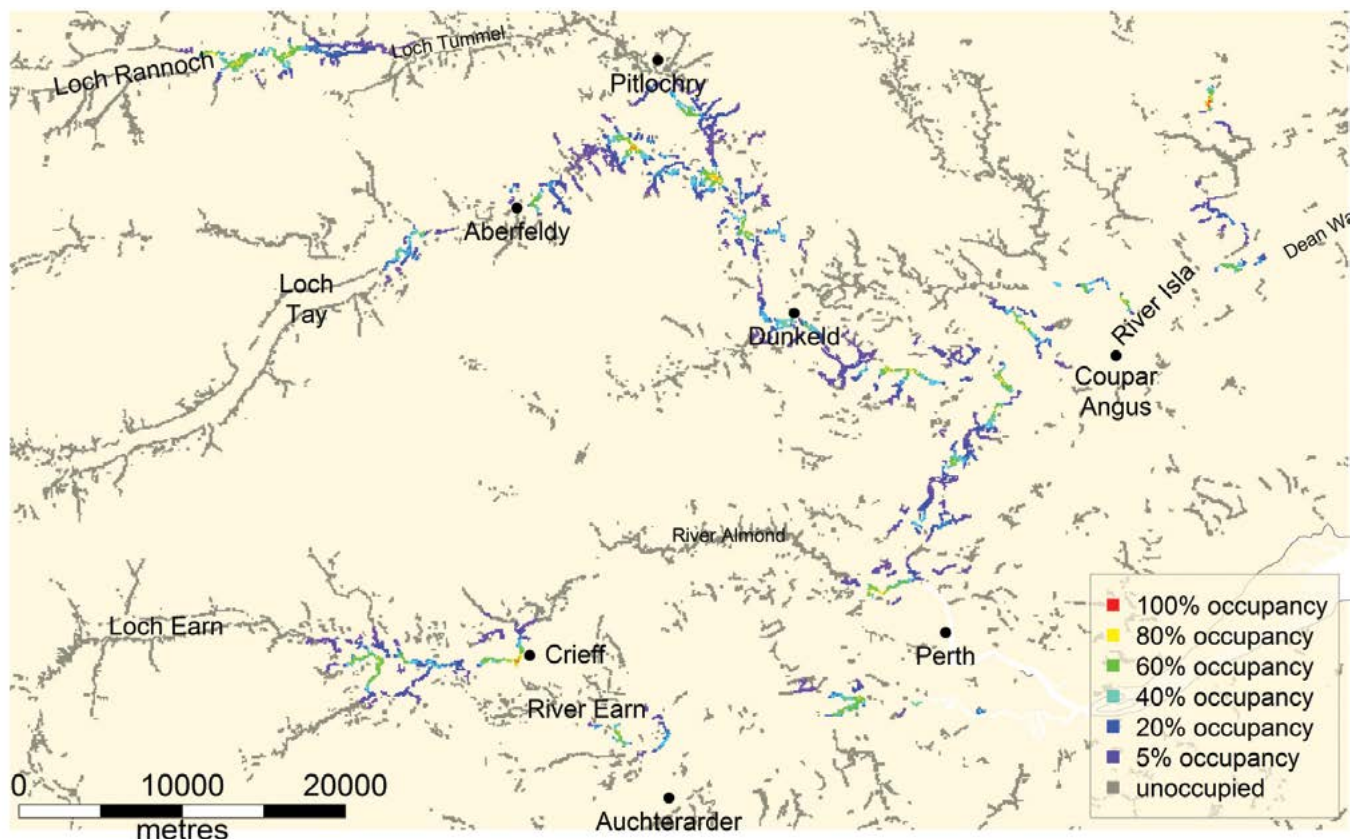 Loch Tummel
Loch Rannoch
Pitlochry
Aberfeldy
Dean Wa
Loch
Tay
River Isla
Dunkeld
Coupar
Angus
River Almond
Loch Earn
Crieff
Perth
River Earn
Auchterarder
0 10000 20000
metres
100% occupancy
80% occupancy
60% occupancy
40% occupancy
20% occupancy
5% occupancy
unoccupied